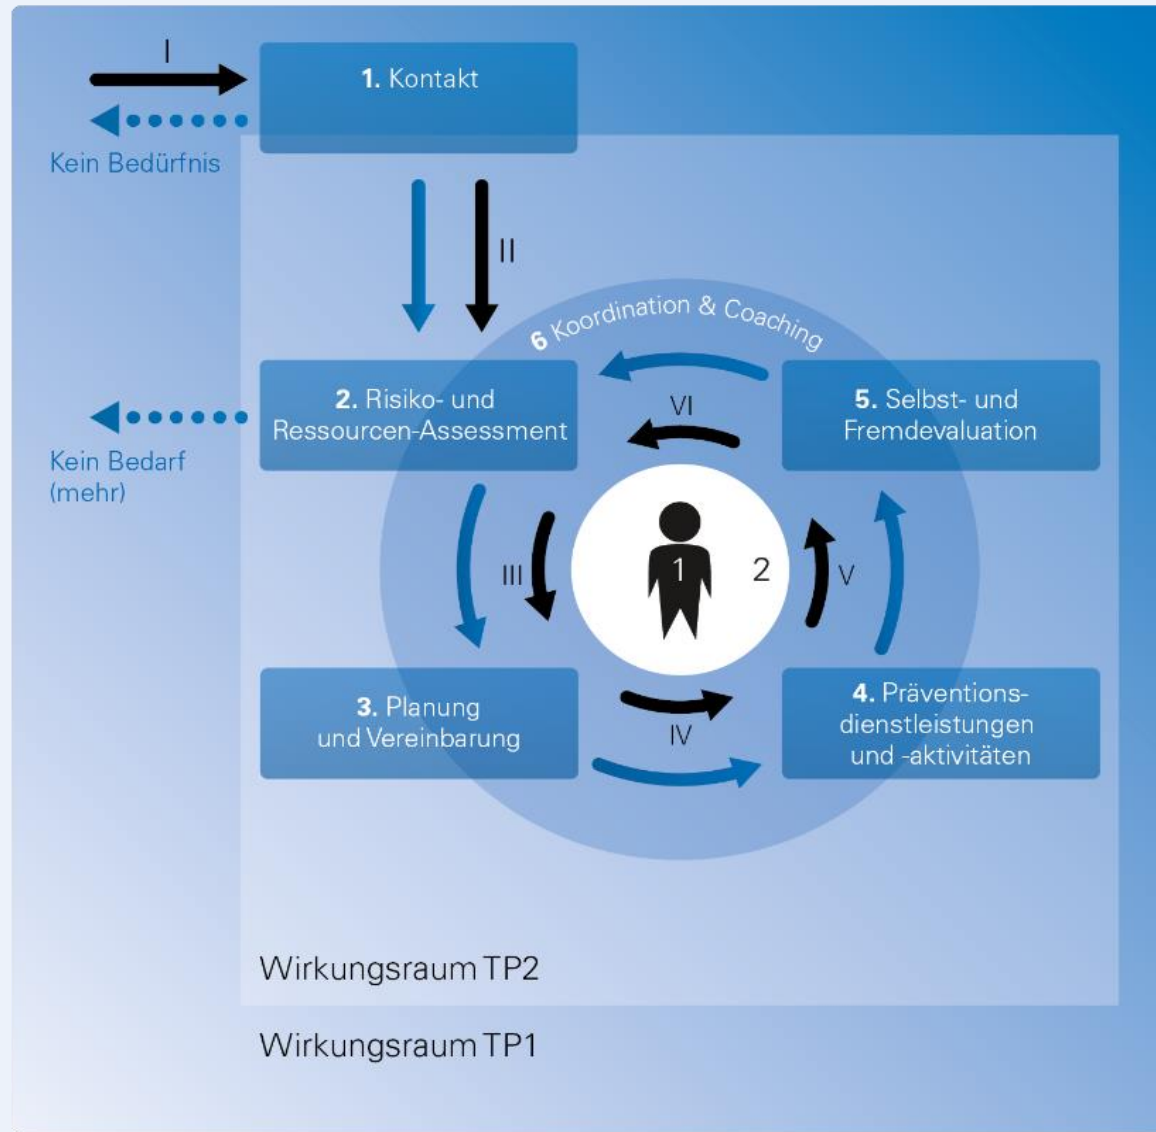 I
1. Kontakt
Kein Bedürfnis
II
6 Koordination & Coaching
2. Risiko- und
Ressourcen-Assessment
VI
5. Selbst- und
Fremdevaluation
Kein Bedarf
(mehr)
III
1
2
V
3. Planung
und Vereinbarung
IV
4. Präventions-
dienstleistungen
und -aktivitäten
Wirkungsraum TP2
Wirkungsraum TP1